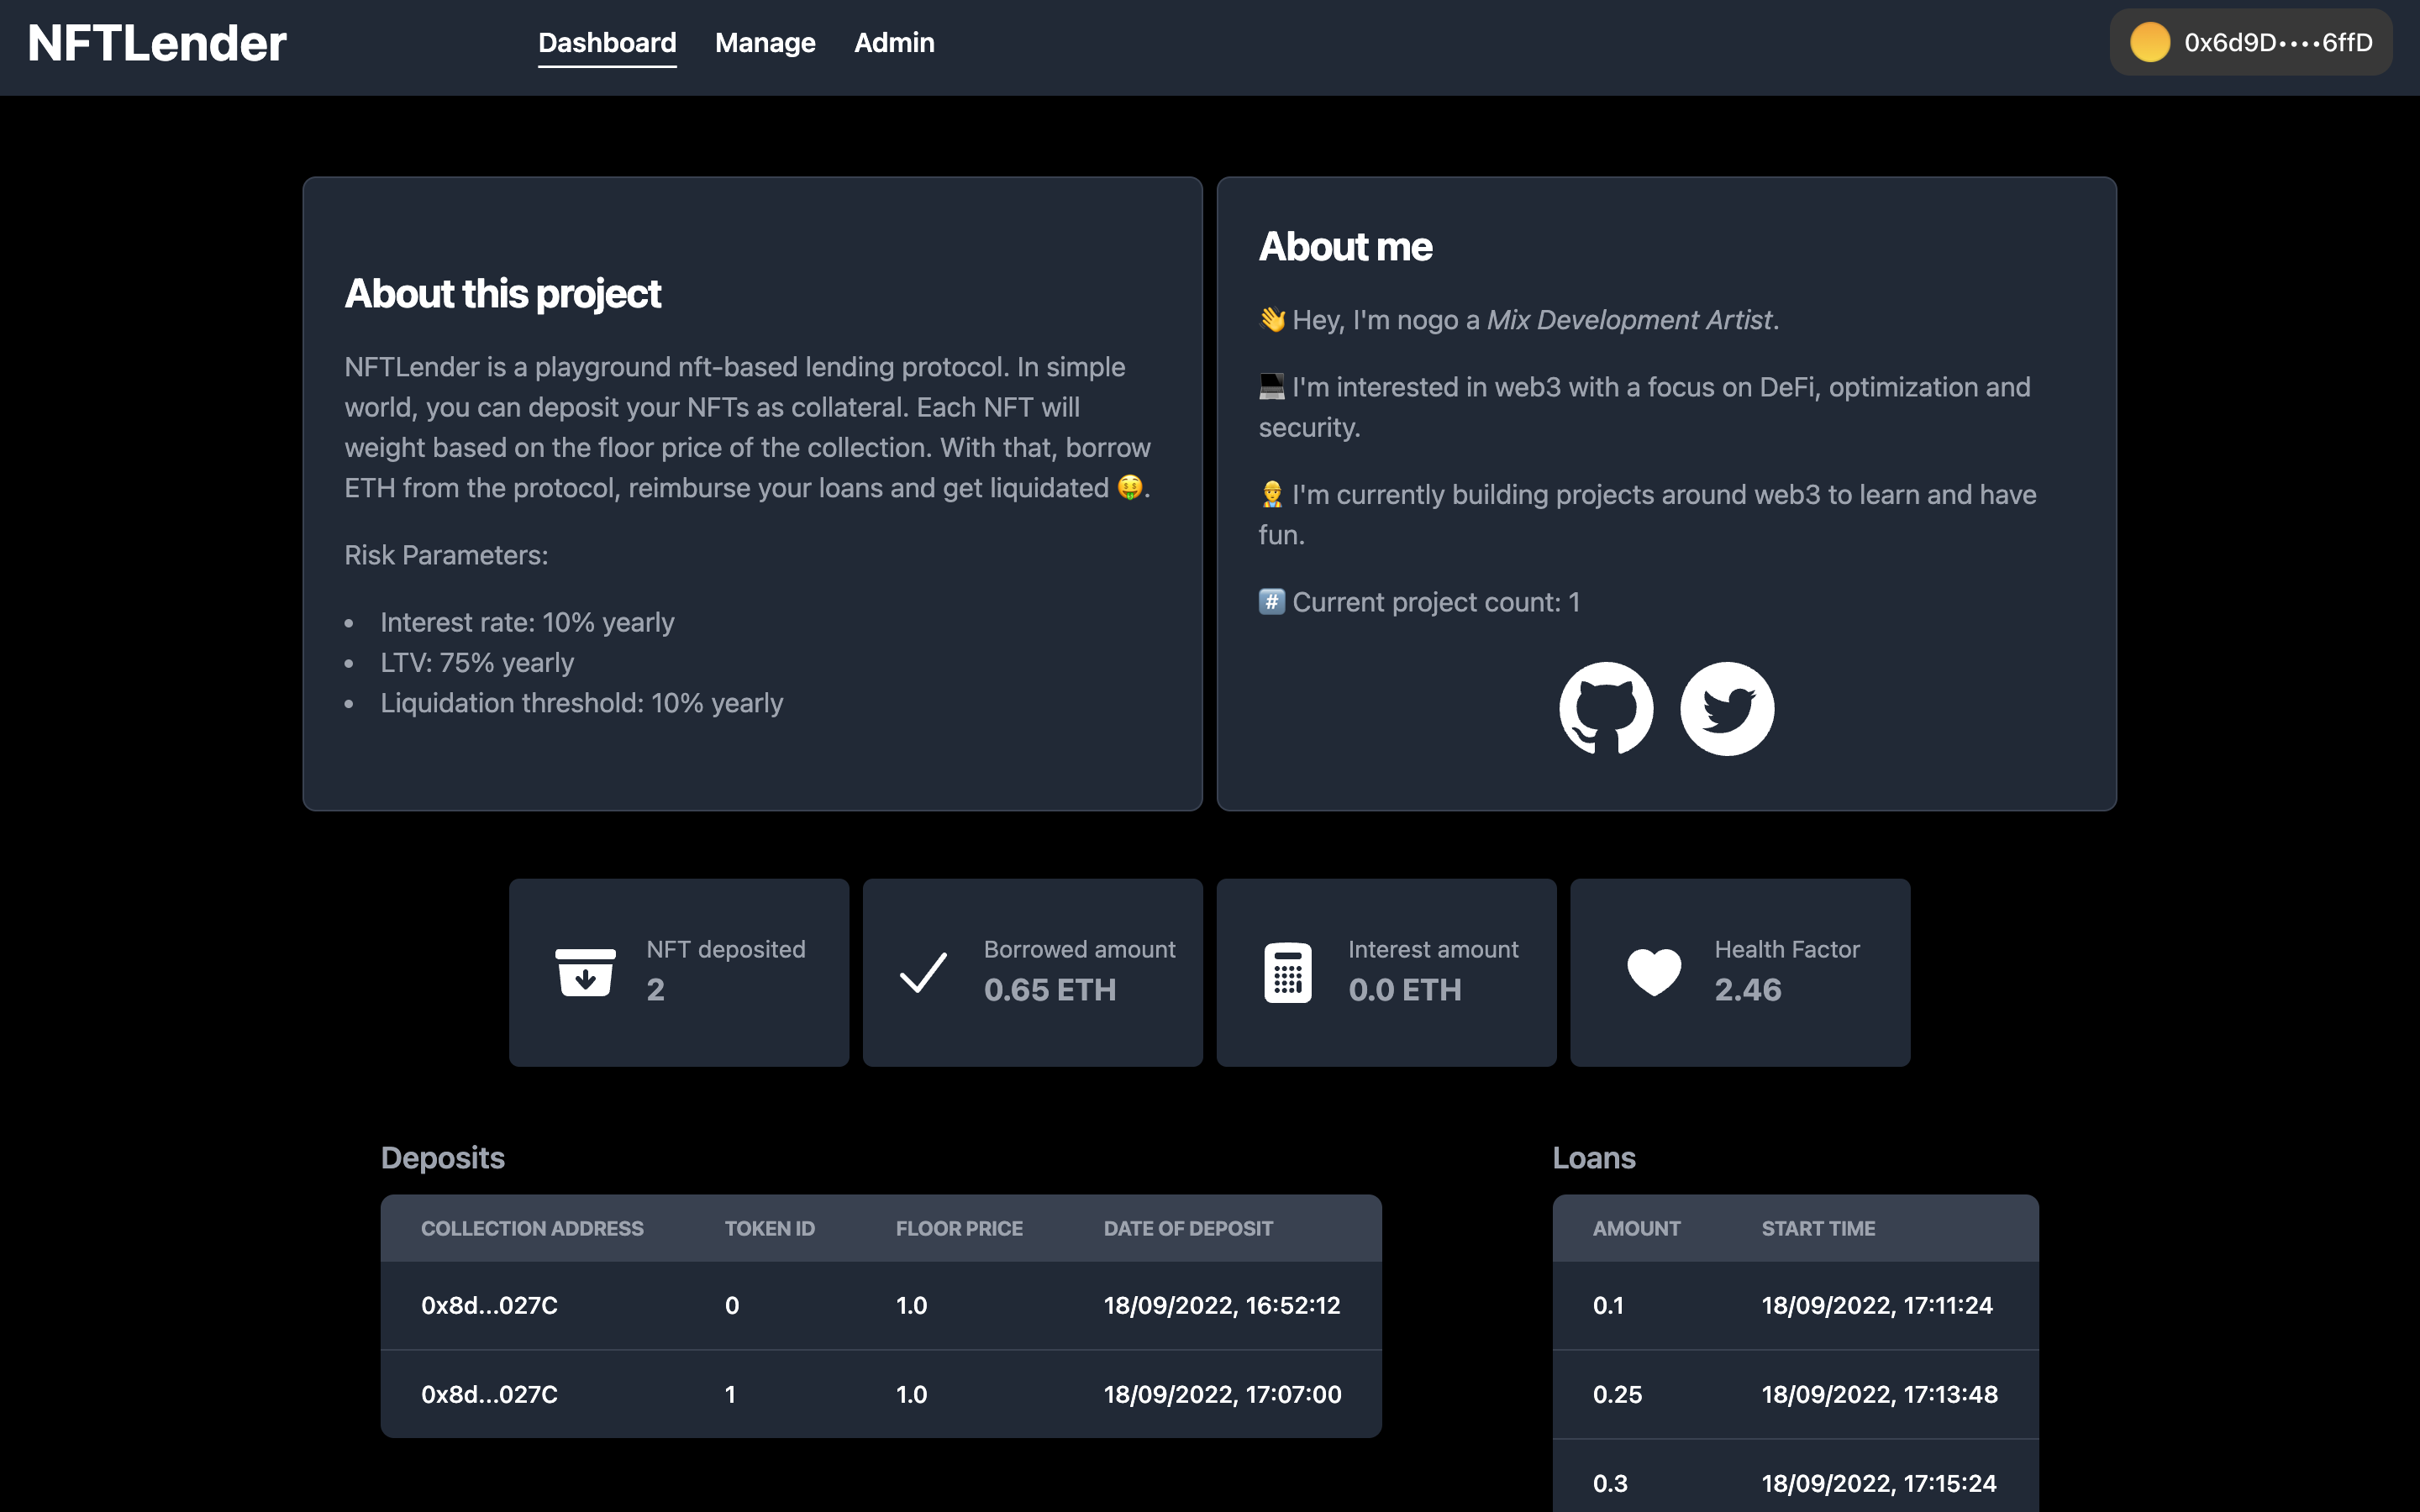 NFTLender
Dashboard Manage Admin
0x6d9D····6ffD
About this project
NFTLender is a playground nft-based lending protocol. In simple
world, you can deposit your NFTs as collateral. Each NFT will
weight based on the floor price of the collection. With that, borrow
ETH from the protocol, reimburse your loans and get liquidated 🤑.
Risk Parameters:
• Interest rate: 10% yearly
• LTV: 75% yearly
• Liquidation threshold: 10% yearly
About me
👋 Hey, I'm nogo a Mix Development Artist.
💻 I'm interested in web3 with a focus on DeFi, optimization and
security.
👷 I'm currently building projects around web3 to learn and have
fun.
#️⃣ Current project count: 1
NFT deposited
2
Borrowed amount
0.65 ETH
Interest amount
0.0 ETH
Health Factor
2.46
Deposits
COLLECTION ADDRESS TOKEN ID FLOOR PRICE DATE OF DEPOSIT
0x8d...027C 0 1.0 18/09/2022, 16:52:12
0x8d...027C 1 1.0 18/09/2022, 17:07:00
Loans
AMOUNT START TIME
0.1 18/09/2022, 17:11:24
0.25 18/09/2022, 17:13:48
0.3 18/09/2022, 17:15:24